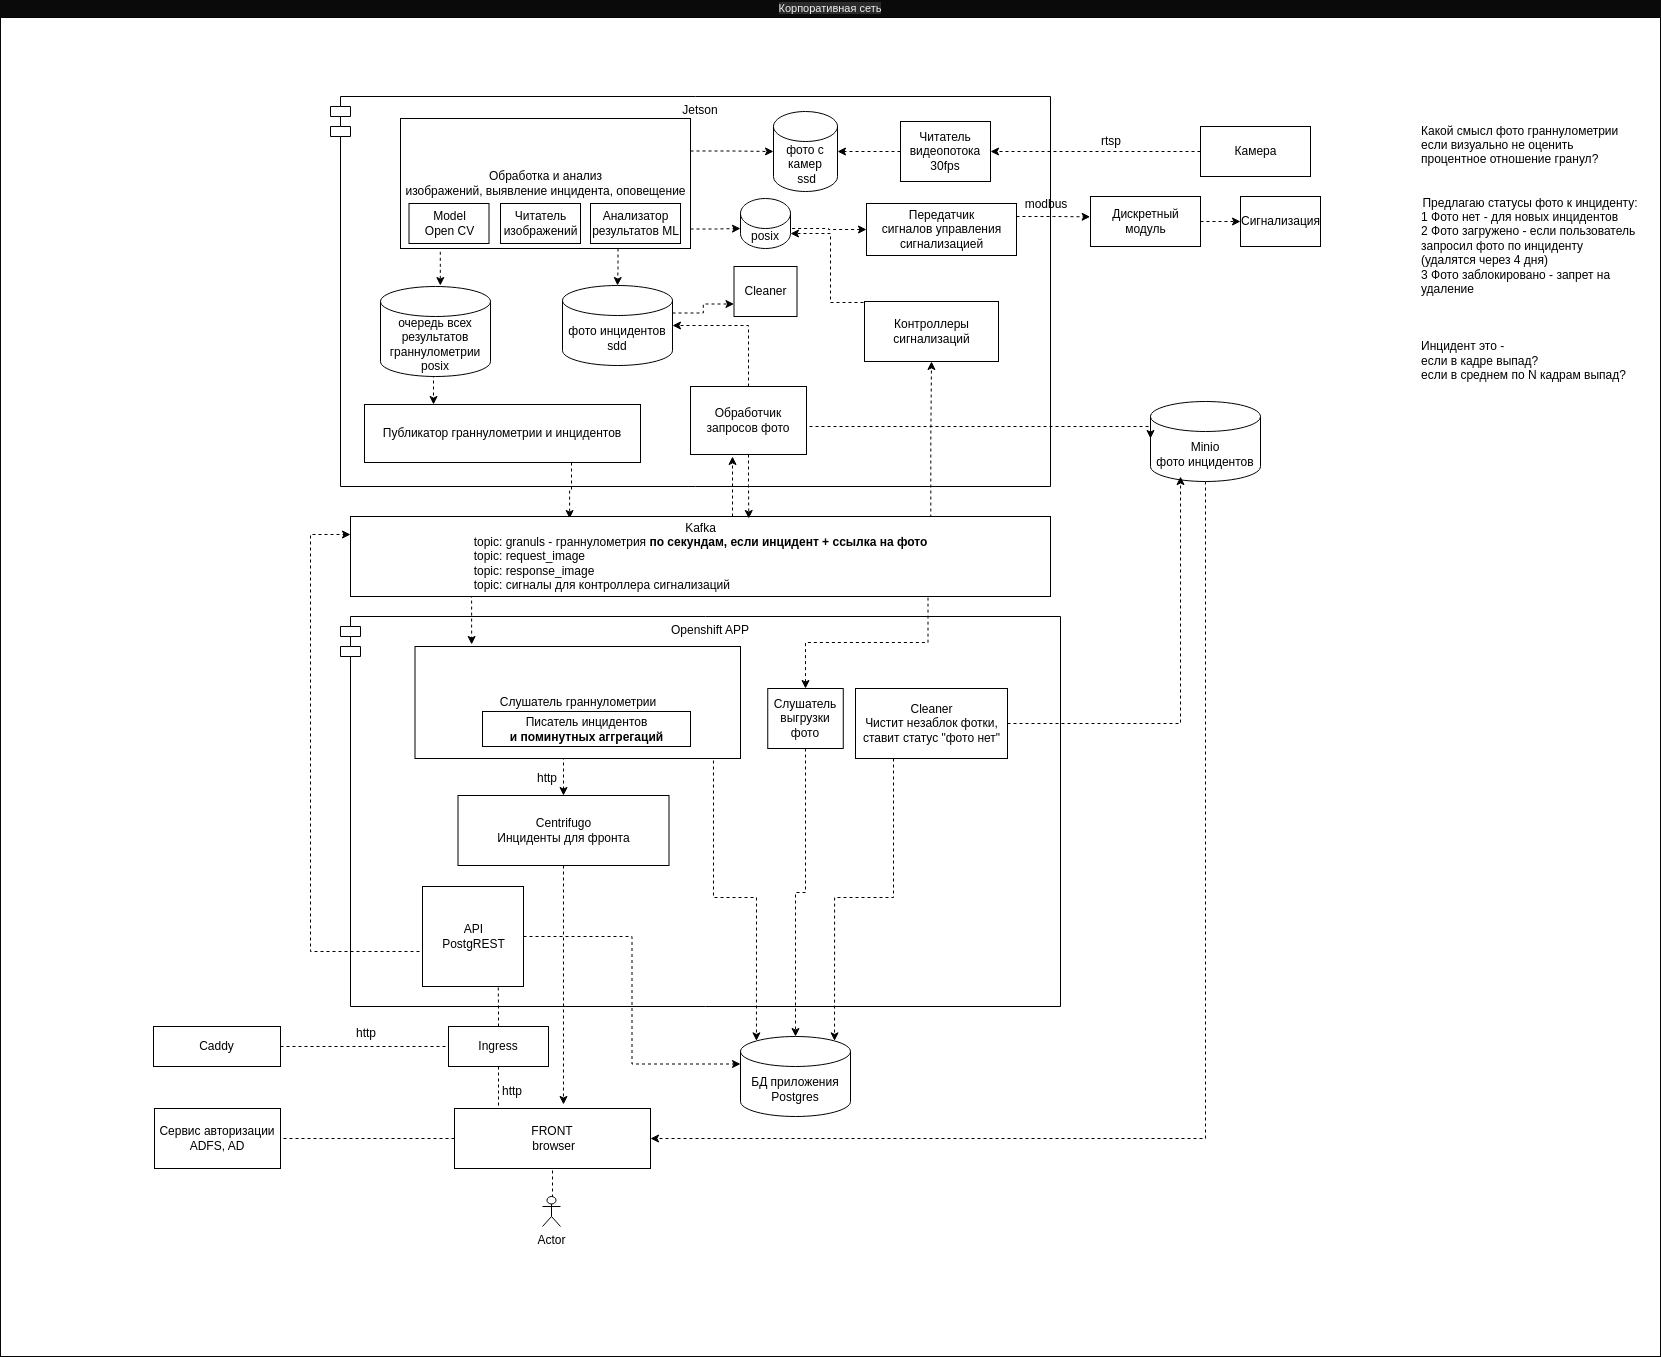 Корпоративная сеть
Jetson
Обработка и анализ
изображений, выявление инцидента, оповещение
Model
Open CV
Читатель
изображений
Анализатор
результатов ML
фото с
камер
ssd
Читатель
видеопотока
30fps
rtsp
Камера
posix
Передатчик
сигналов управления
сигнализацией
modbus
Дискретный
модуль
Сигнализация
Cleaner
очередь всех
результатов
граннулометрии
posix
фото инцидентов
sdd
Контроллеры
сигнализаций
Публикатор граннулометрии и инцидентов
Обработчик
запросов фото
Minio
фото инцидентов
Какой смысл фото граннулометрии
если визуально не оценить
процентное отношение гранул?
Предлагаю статусы фото к инциденту:
1 Фото нет - для новых инцидентов
2 Фото загружено - если пользователь
запросил фото по инциденту
(удалятся через 4 дня)
3 Фото заблокировано - запрет на
удаление
Инцидент это -
если в кадре выпад?
если в среднем по N кадрам выпад?
Kafka
topic: granuls - граннулометрия по секундам, если инцидент + ссылка на фото
topic: request_image
topic: response_image
topic: сигналы для контроллера сигнализаций
Openshift APP
Слушатель граннулометрии
Писатель инцидентов
и поминутных аггрегаций
Слушатель
выгрузки
фото
Cleaner
Чистит незаблок фотки,
ставит статус "фото нет"
http
Centrifugo
Инциденты для фронта
API
PostgREST
Caddy
http
Ingress
http
БД приложения
Postgres
Сервис авторизации
ADFS, AD
FRONT
browser
Actor